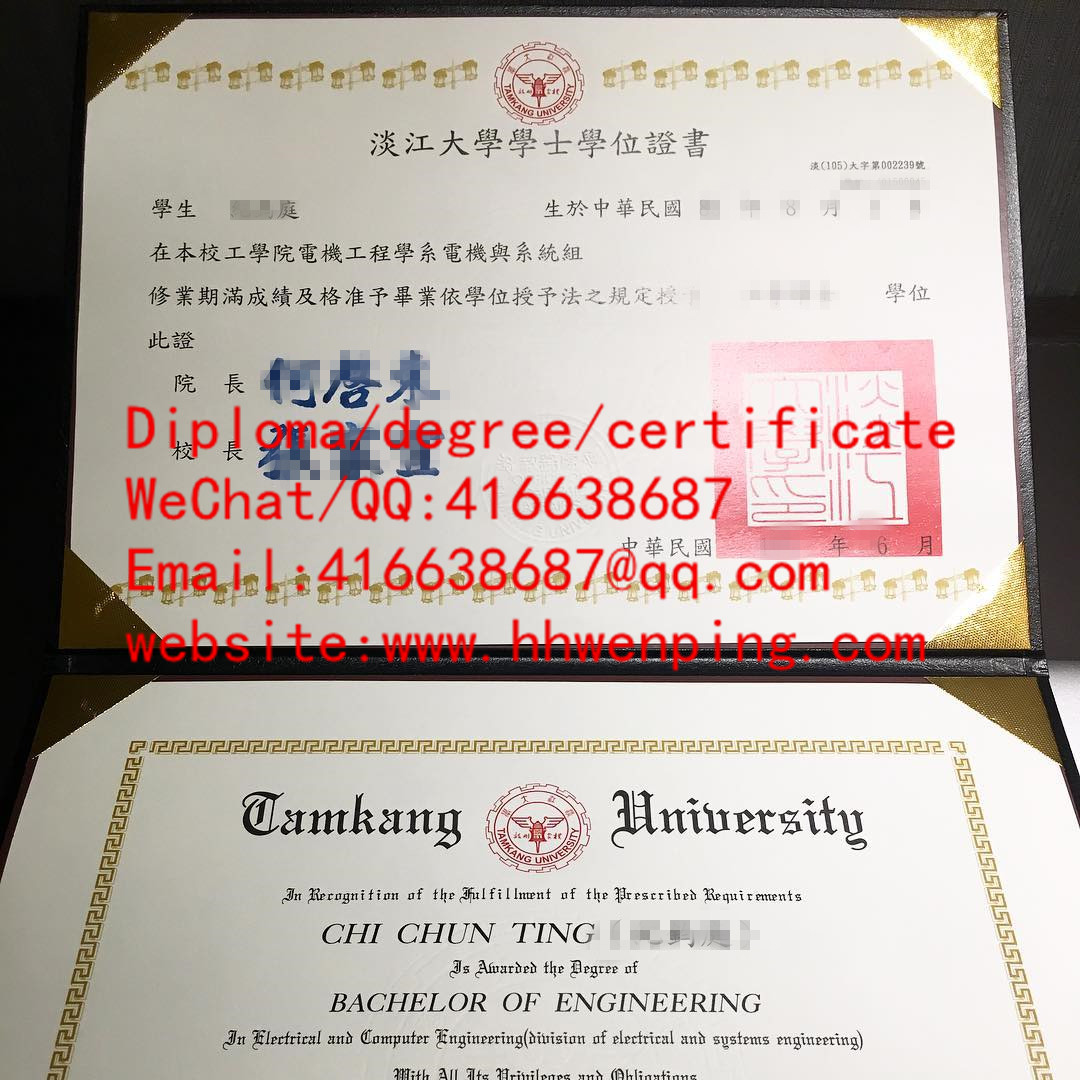 TAMKANG UNIVERSITY
淡江大學學士學位證書
淡(105)大字第002239號
學生 庭 生於中華民國 年 8 月
在本校工學院電機工程學系電機與系統組
修業期滿成績及格准予畢業依學位授予法之規定授 學位
此證
院長 何啓東
Diploma/degree/certificate
校長
WeChat/QQ:416638687
中華民國 年 6 月
Email:416638687@qq.com
website:www.hhwenping.com
Tamkang University
TAMKANG UNIVERSITY
In Recognition of the Fulfillment of the Prescribed Requirements
CHI CHUN TING
Is Awarded the Degree of
BACHELOR OF ENGINEERING
In Electrical and Computer Engineering(division of electrical and systems engineering)
With All Its Privileges and Obligations